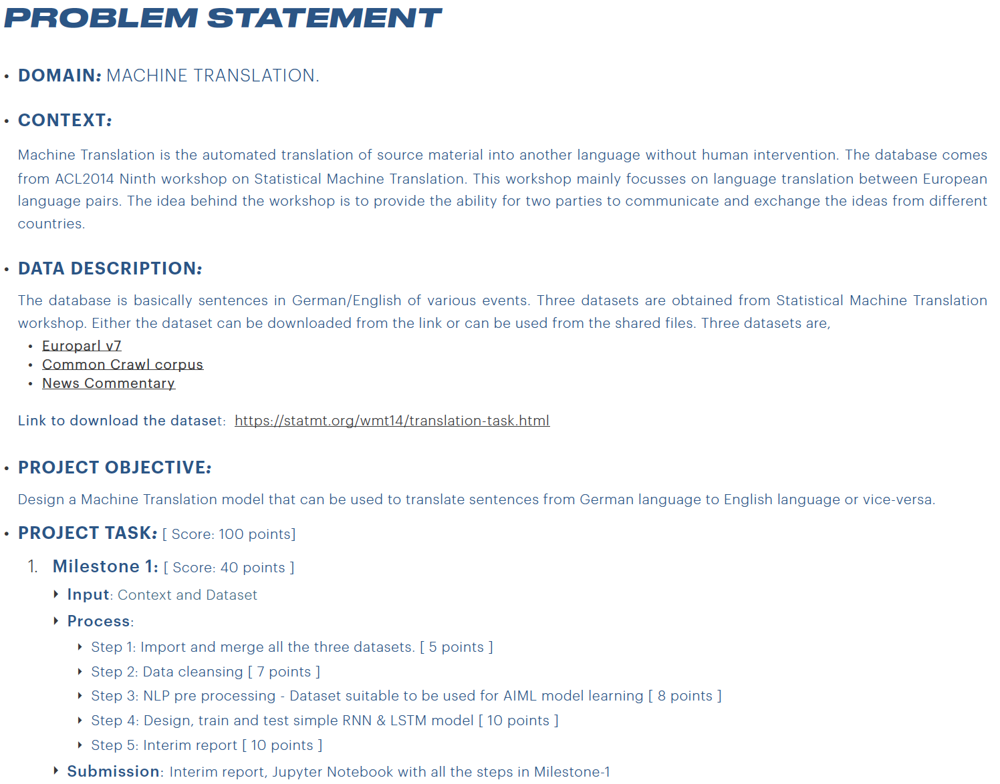 PROBLEM STATEMENT
• DOMAIN: MACHINE TRANSLATION.
• CONTEXT:
Machine Translation is the automated translation of source material into another language without human intervention. The database comes
from ACL2014 Ninth workshop on Statistical Machine Translation. This workshop mainly focusses on language translation between European
language pairs. The idea behind the workshop is to provide the ability for two parties to communicate and exchange the ideas from different
countries.
• DATA DESCRIPTION:
The database is basically sentences in German/English of various events. Three datasets are obtained from Statistical Machine Translation
workshop. Either the dataset can be downloaded from the link or can be used from the shared files. Three datasets are,
• Europarl v7
• Common Crawl corpus
• News Commentary
Link to download the dataset: https://statmt.org/wmt14/translation-task.html
• PROJECT OBJECTIVE:
Design a Machine Translation model that can be used to translate sentences from German language to English language or vice-versa.
• PROJECT TASK: [ Score: 100 points]
1. Milestone 1: [ Score: 40 points ]
‣ Input: Context and Dataset
‣ Process:
‣ Step 1: Import and merge all the three datasets. [ 5 points ]
‣ Step 2: Data cleansing [ 7 points ]
‣ Step 3: NLP pre processing - Dataset suitable to be used for AIML model learning [ 8 points ]
‣ Step 4: Design, train and test simple RNN & LSTM model [ 10 points ]
‣ Step 5: Interim report [ 10 points ]
‣ Submission: Interim report, Jupyter Notebook with all the steps in Milestone-1